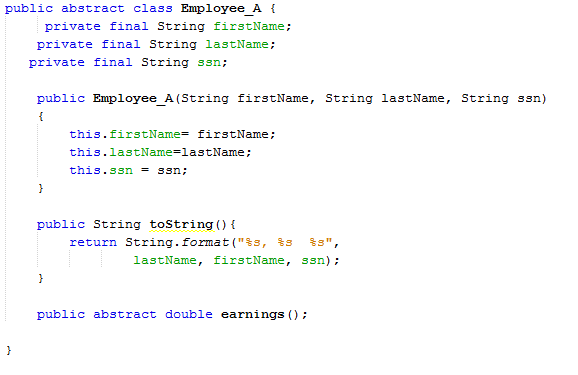 public abstract class Employee_A {
private final String firstName;
private final String lastName;
private final String ssn;
public Employee_A(String firstName, String lastName, String ssn)
{
this.firstName= firstName;
this.lastName=lastName;
this.ssn = ssn;
}
public String toString(){
return String.format("%s, %s  %s",
lastName, firstName, ssn);
}
public abstract double earnings();
}